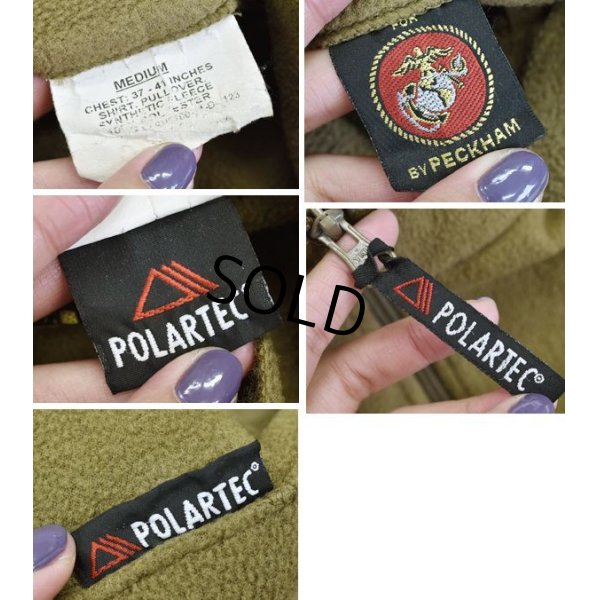 MEDIUM
CHEST: 37 - 41 INCHES
SHIRT, PULLOVER
SYNTHETIC FLEECE
FOR
BY PECKHAM
POLARTEC
POLARTEC®
POLARTEC®
SOLD